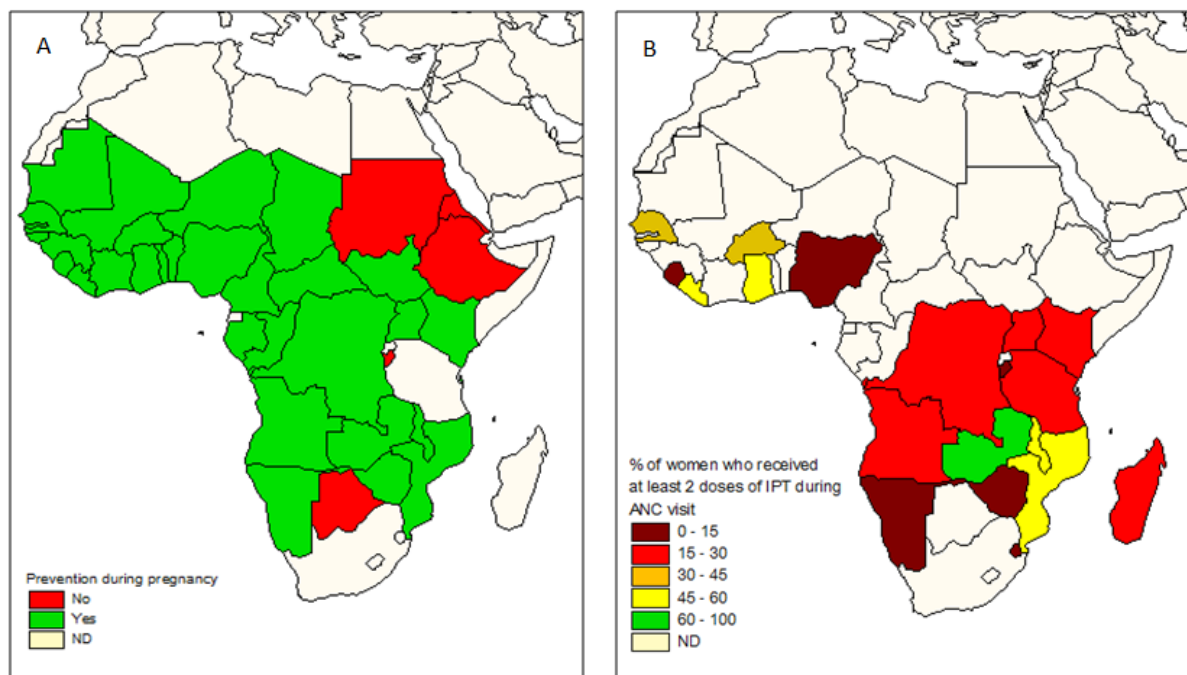 A
Prevention during pregnancy
No
Yes
ND
B
% of women who received
at least 2 doses of IPT during
ANC visit
0 - 15
15 - 30
30 - 45
45 - 60
60 - 100
ND